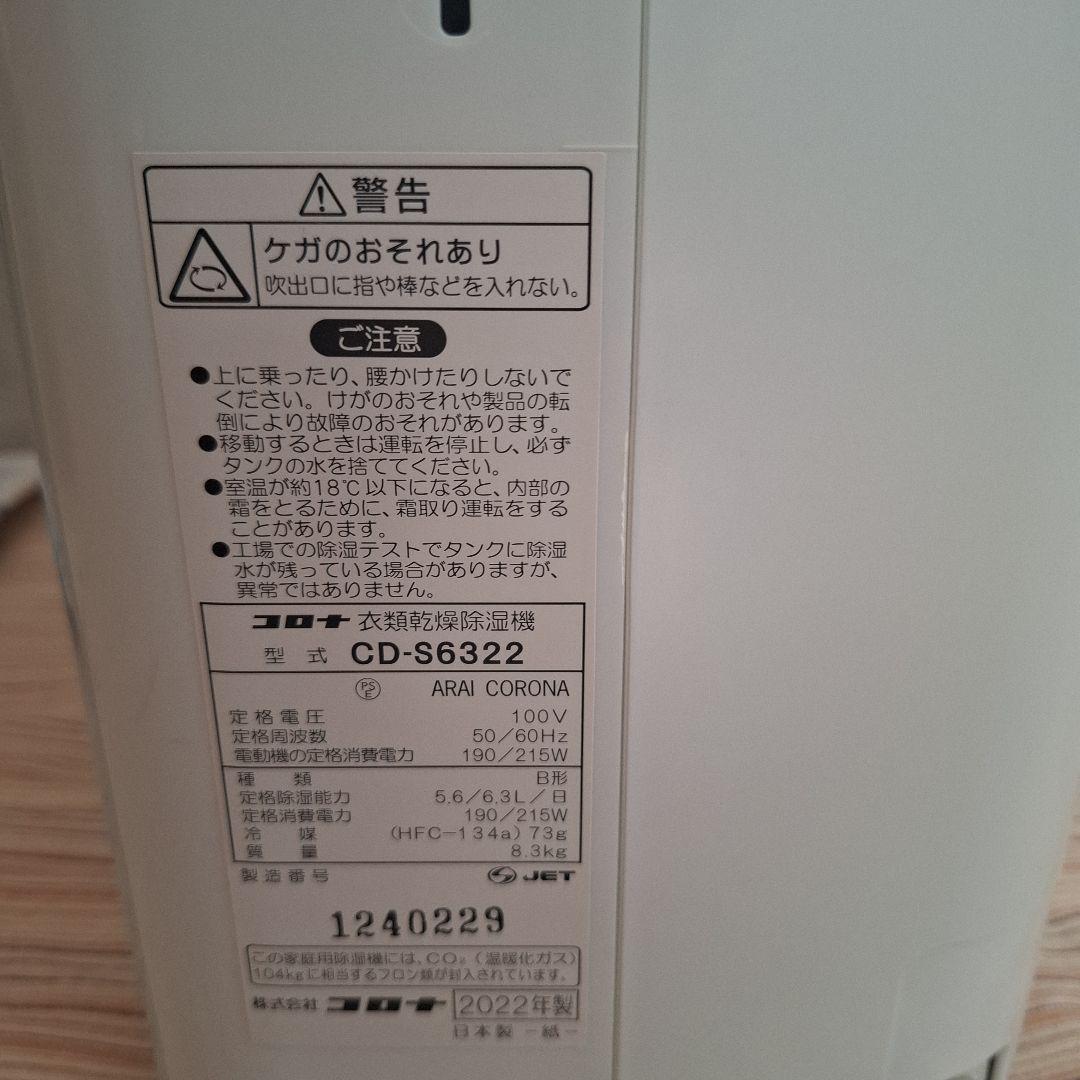 警告
ケガのおそれあり
吹出口に指や棒などを入れない。
ご注意
●上に乗ったり、腰かけたりしないで
ください。けがのおそれや製品の転
倒により故障のおそれがあります。
●移動するときは運転を停止し、必ず
タンクの水を捨ててください。
●室温が約18℃以下になると、内部の
霜をとるために、霜取り運転をする
ことがあります。
●工場での除湿テストでタンクに除湿
水が残っている場合がありますが、
異常ではありません。
コロナ 衣類乾燥除湿機
型式 CD-S6322
PSE ARAI CORONA
定格電圧 100V
定格周波数 50/60Hz
電動機の定格消費電力 190/215W
種類 B形
定格除湿能力 5.6/6.3L/日
定格消費電力 190/215W
冷媒 (HFC-134a) 73g
質量 8.3kg
製造番号 JET
1240229
この家庭用除湿機には、CO₂(温暖化ガス)
104kgに相当するフロン類が封入されています。
株式会社 コロナ 2022年製
日本製 -紙-